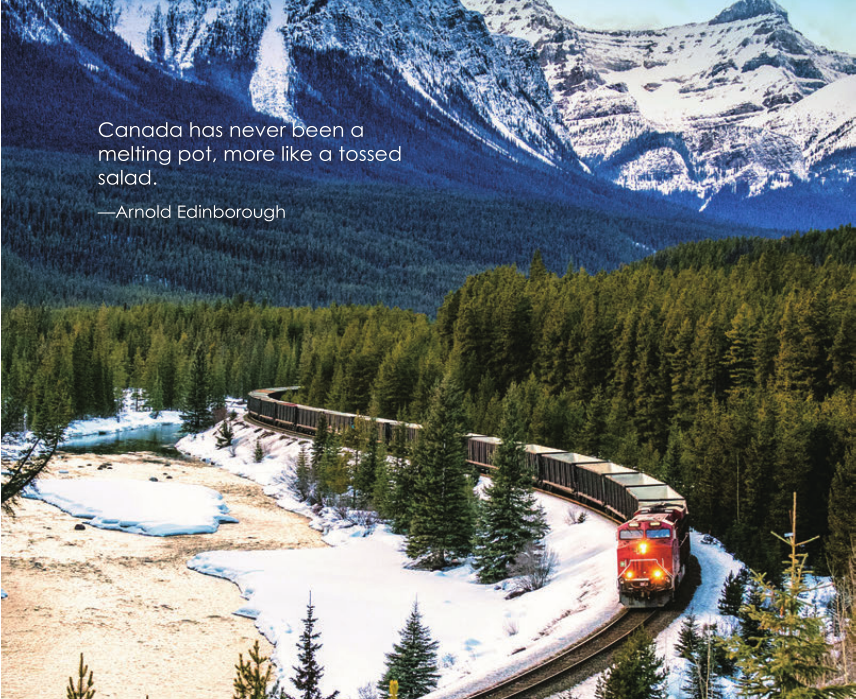 Canada has never been a
melting pot, more like a tossed
salad.
—Arnold Edinborough